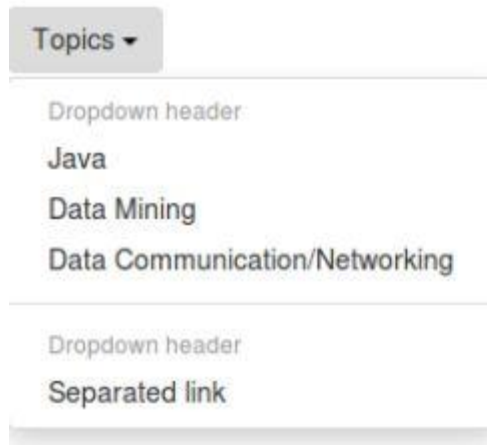 Topics
Dropdown header
Java
Data Mining
Data Communication/Networking
Dropdown header
Separated link